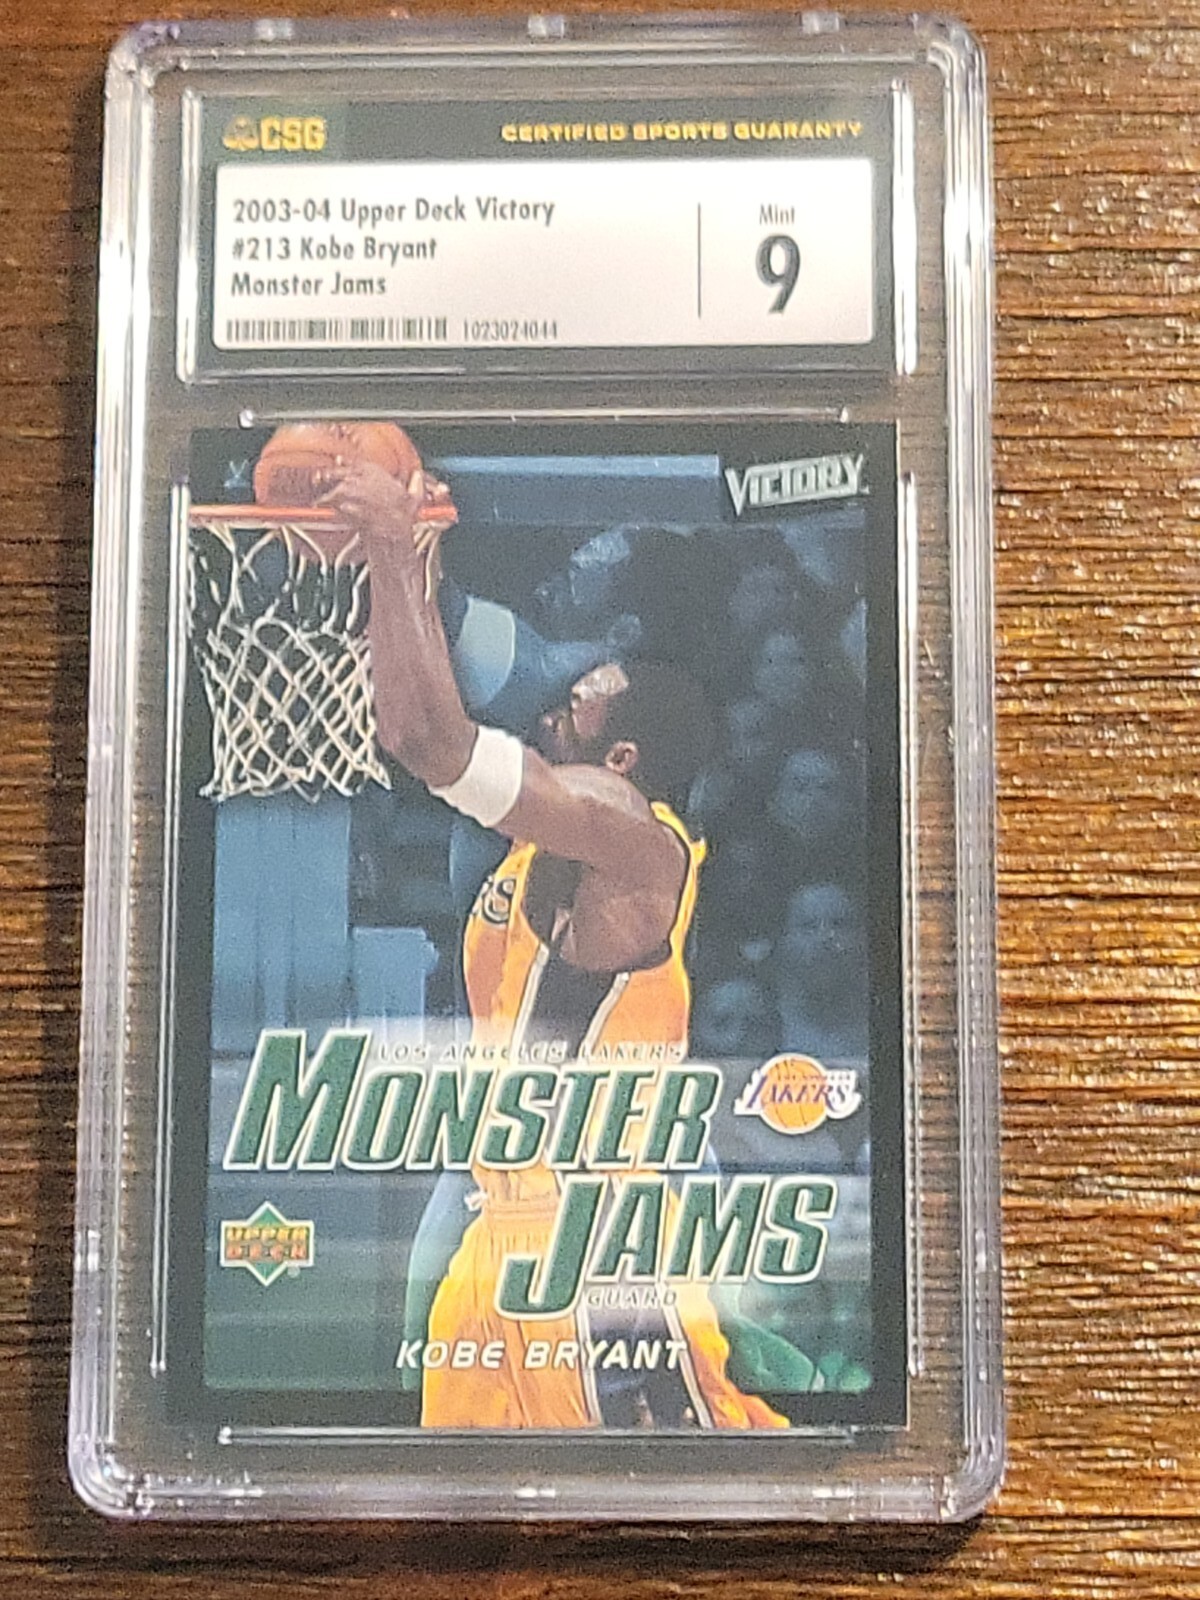 CSG
CERTIFIED SPORTS GUARANTY
2003-04 Upper Deck Victory
#213 Kobe Bryant
Monster Jams
Mint
9
1023024044
VICTORY
LOS ANGELES LAKERS
MONSTER
LAKERS
JAMS
UPPER
DECK
GUARD
KOBE BRYANT